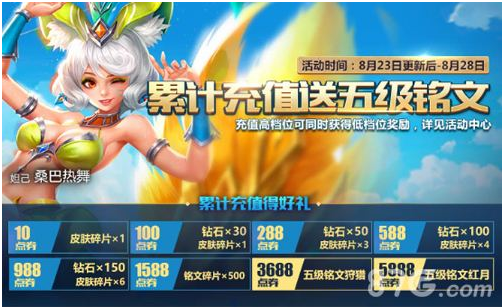 活动时间：8月23日更新后-8月28日
累计充值送五级铭文
充值高档位可同时获得低档位奖励，详见活动中心
妲己 桑巴热舞
累计充值得好礼
10
点券
皮肤碎片×1
100
点券
钻石×30
皮肤碎片×1
288
点券
钻石×50
皮肤碎片×3
588
点券
钻石×100
皮肤碎片×4
988
点券
钻石×150
皮肤碎片×6
1588
点券
铭文碎片×500
3688
点券
五级铭文狩猎
5988
点券
五级铭文红月